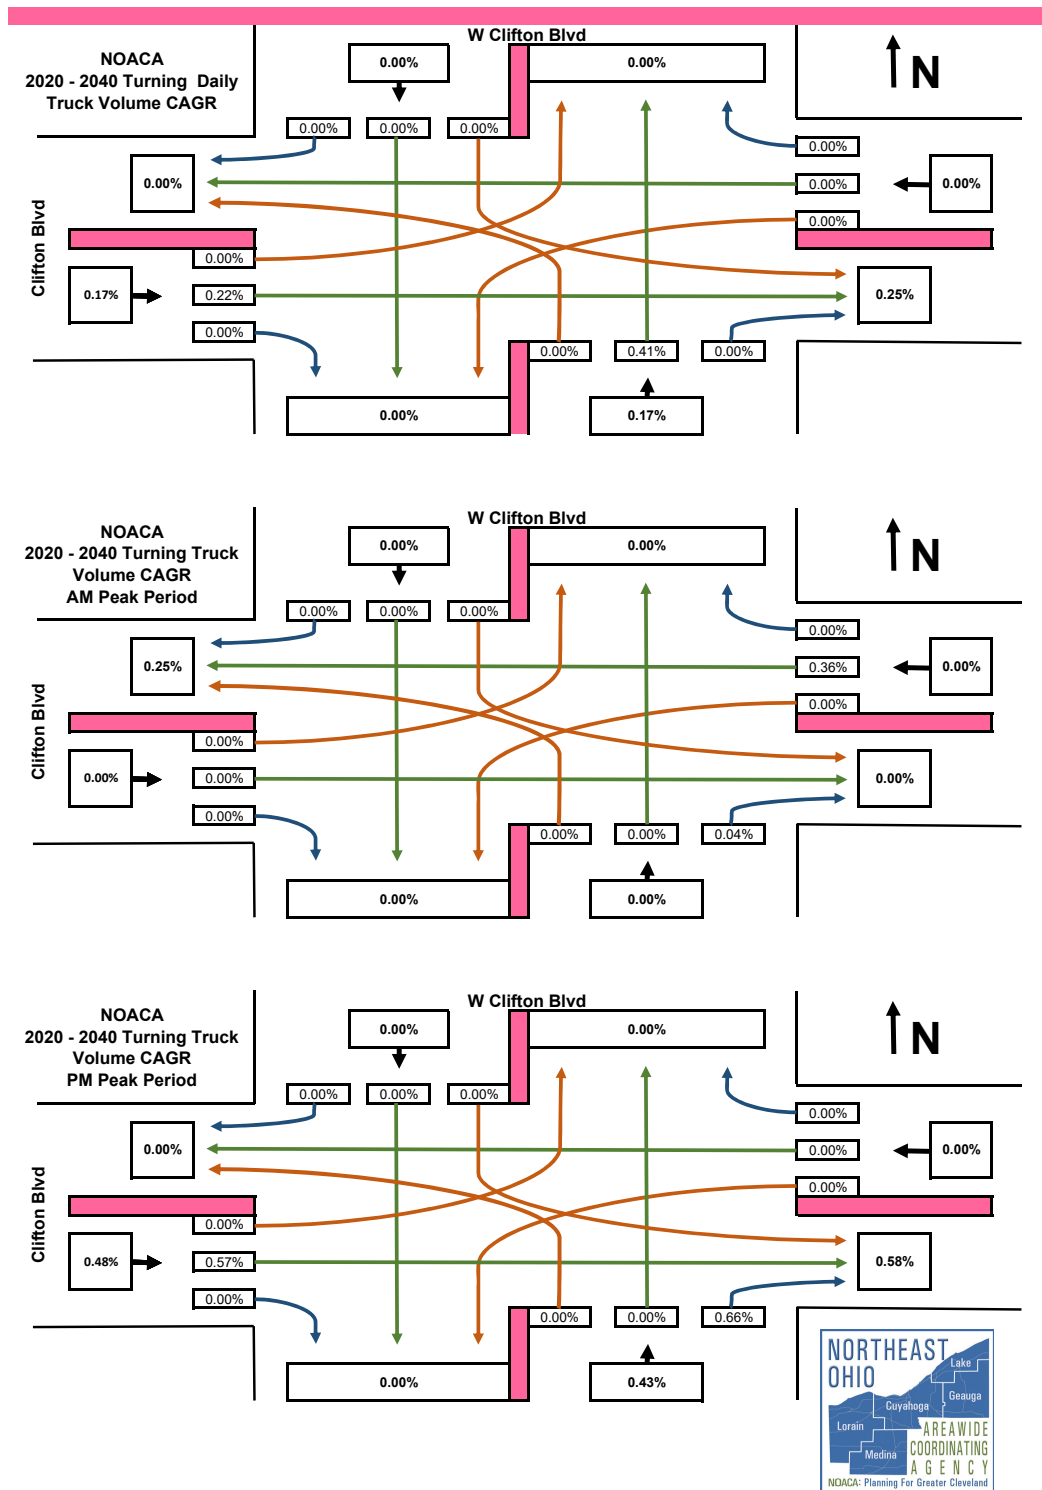 W Clifton Blvd
NOACA
2020 - 2040 Turning  Daily
Truck Volume CAGR
0.00%
0.00%
N
0.00%
0.00%
0.00%
0.00%
0.00%
0.00%
0.00%
0.00%
Clifton Blvd
0.00%
0.17%
0.22%
0.25%
0.00%
0.00%
0.41%
0.00%
0.00%
0.17%
W Clifton Blvd
NOACA
2020 - 2040 Turning Truck
Volume CAGR
AM Peak Period
0.00%
0.00%
N
0.00%
0.00%
0.00%
0.00%
0.25%
0.36%
0.00%
0.00%
Clifton Blvd
0.00%
0.00%
0.00%
0.00%
0.00%
0.00%
0.00%
0.04%
0.00%
0.00%
W Clifton Blvd
NOACA
2020 - 2040 Turning Truck
Volume CAGR
PM Peak Period
0.00%
0.00%
N
0.00%
0.00%
0.00%
0.00%
0.00%
0.00%
0.00%
0.00%
Clifton Blvd
0.00%
0.48%
0.57%
0.58%
0.00%
0.00%
0.00%
0.66%
0.00%
0.43%
NORTHEAST
OHIO
Lake
Geauga
Cuyahoga
Lorain
Medina
AREAWIDE
COORDINATING
AGENCY
NOACA: Planning For Greater Cleveland